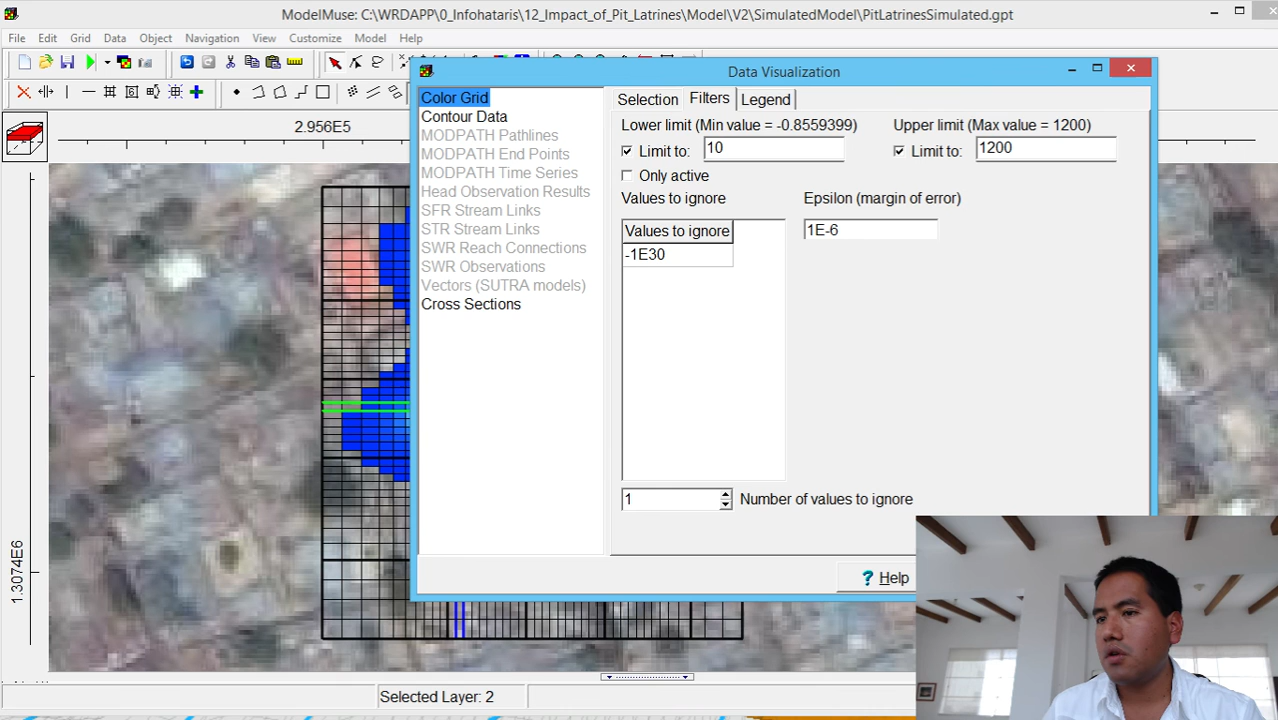 ModelMuse: C:\WRDAPP\0_Infohataris\12_Impact_of_Pit_Latrines\Model\V2\SimulatedModel\PitLatrinesSimulated.gpt
File Edit Grid Data Object Navigation View Customize Model Help
Data Visualization
Color Grid
Contour Data
MODPATH Pathlines
MODPATH End Points
MODPATH Time Series
Head Observation Results
SFR Stream Links
STR Stream Links
SWR Reach Connections
SWR Observations
Vectors (SUTRA models)
Cross Sections
Selection Filters Legend
Lower limit (Min value = -0.8559399) Upper limit (Max value = 1200)
Limit to: 10 Limit to: 1200
Only active
Values to ignore Epsilon (margin of error)
Values to ignore 1E-6
-1E30
1 Number of values to ignore
? Help
2.956E5
1.3074E6
Selected Layer: 2